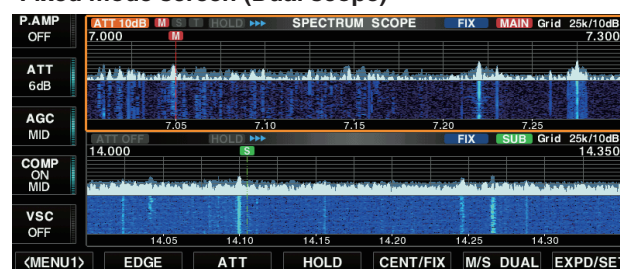 Fixed mode screen (Dual scope)
P.AMP
OFF
ATT 10dB M S T HOLD SPECTRUM SCOPE FIX MAIN Grid 25k/10dB
7.000 M 7.300
ATT
6dB
AGC
MID
7.05 7.10 7.15 7.20 7.25
ATT OFF HOLD FIX SUB Grid 25k/10dB
14.000 S 14.350
COMP
ON
MID
VSC
OFF
14.05 14.10 14.15 14.20 14.25 14.30
<MENU1> EDGE ATT HOLD CENT/FIX M/S DUAL EXPD/SET